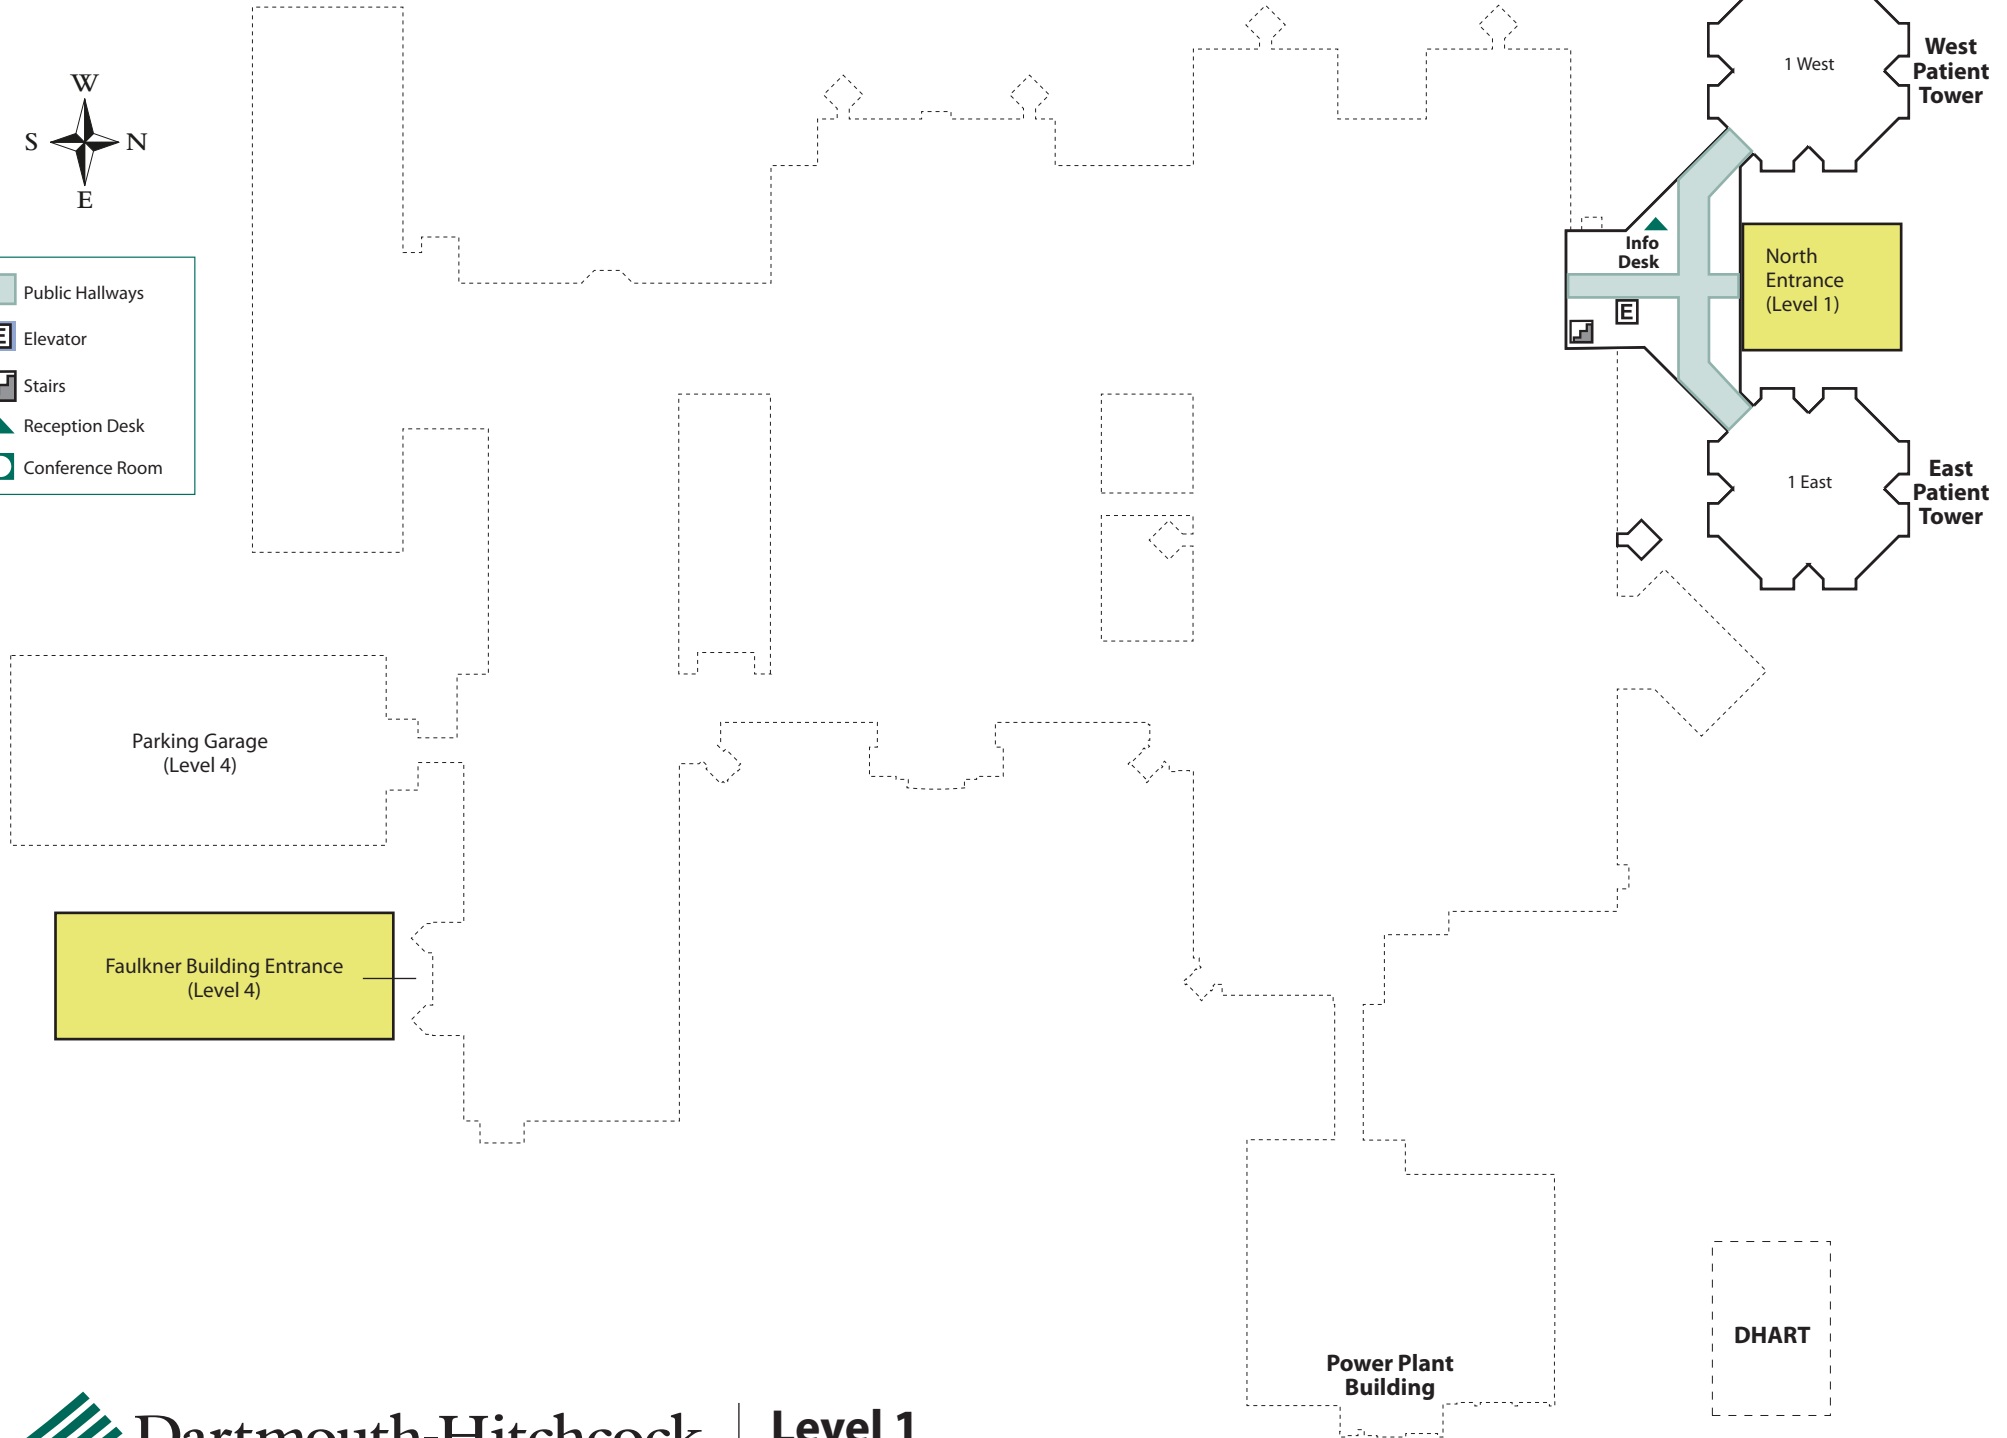 W
S N
E
Public Hallways
E Elevator
Stairs
Reception Desk
Conference Room
1 West
West
Patient
Tower
Info
Desk
North
Entrance
(Level 1)
E
1 East
East
Patient
Tower
Parking Garage
(Level 4)
Faulkner Building Entrance
(Level 4)
Power Plant
Building
DHART
Dartmouth-Hitchcock
Level 1